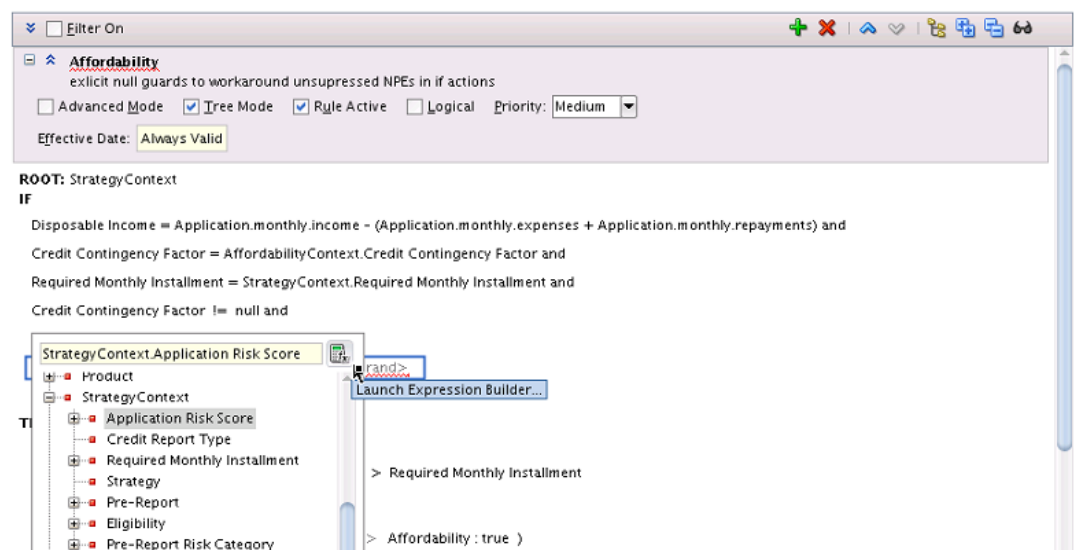 Filter On
Affordability
exlicit null guards to workaround unsupressed NPEs in if actions
Advanced Mode Tree Mode Rule Active Logical Priority: Medium
Effective Date: Always Valid
ROOT: StrategyContext
IF
Disposable Income = Application.monthly.income - (Application.monthly.expenses + Application.monthly.repayments) and
Credit Contingency Factor = AffordabilityContext.Credit Contingency Factor and
Required Monthly Installment = StrategyContext.Required Monthly Installment and
Credit Contingency Factor != null and
StrategyContext.Application Risk Score
rand>
Product
Launch Expression Builder...
StrategyContext
Application Risk Score
Credit Report Type
Required Monthly Installment
> Required Monthly Installment
Strategy
Pre-Report
Eligibility
> Affordability : true )
Pre-Report Risk Category